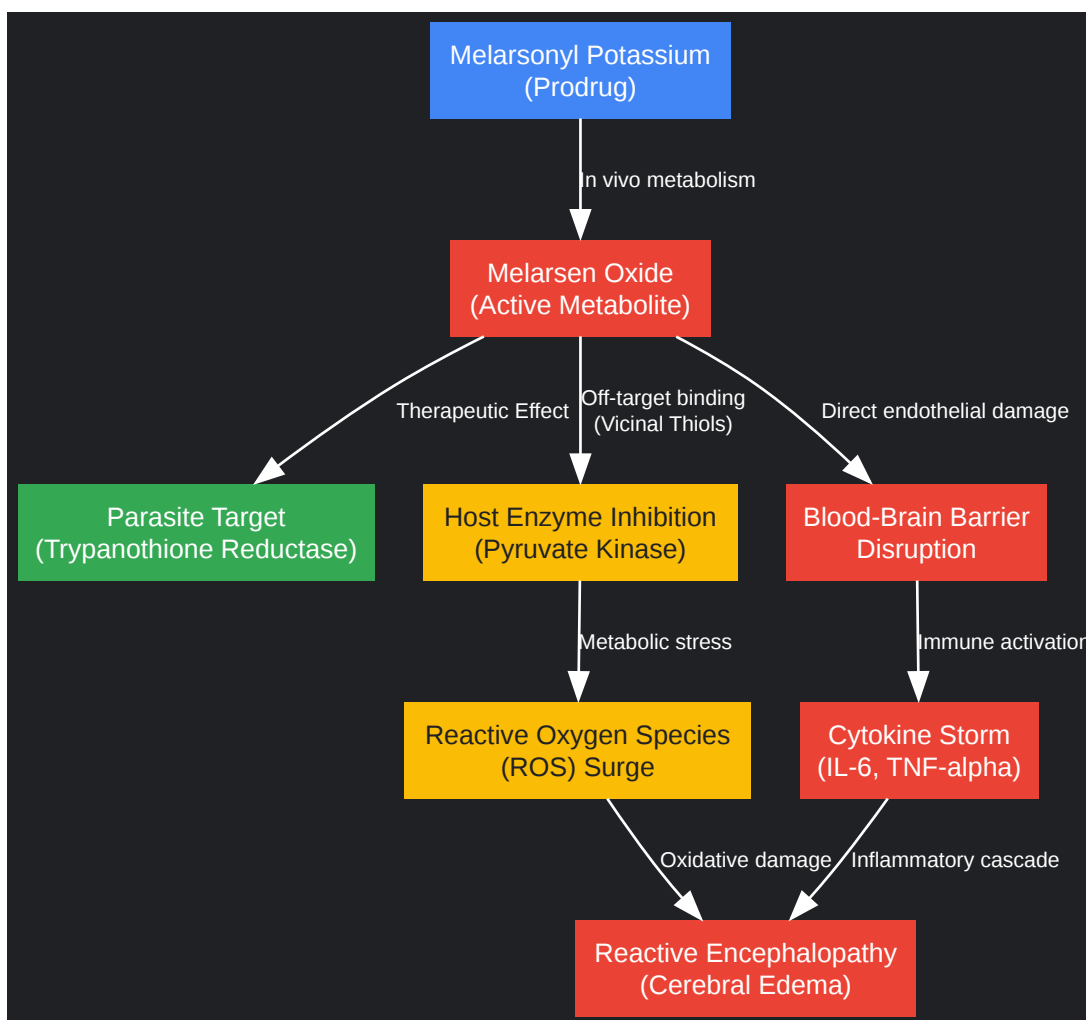 Melarsonyl Potassium
(Prodrug)
In vivo metabolism
Melarsen Oxide
(Active Metabolite)
Therapeutic Effect
Off-target binding
(Vicinal Thiols)
Direct endothelial damage
Parasite Target
(Trypanothione Reductase)
Host Enzyme Inhibition
(Pyruvate Kinase)
Blood-Brain Barrier
Disruption
Metabolic stress
Immune activation
Reactive Oxygen Species
(ROS) Surge
Cytokine Storm
(IL-6, TNF-alpha)
Oxidative damage
Inflammatory cascade
Reactive Encephalopathy
(Cerebral Edema)